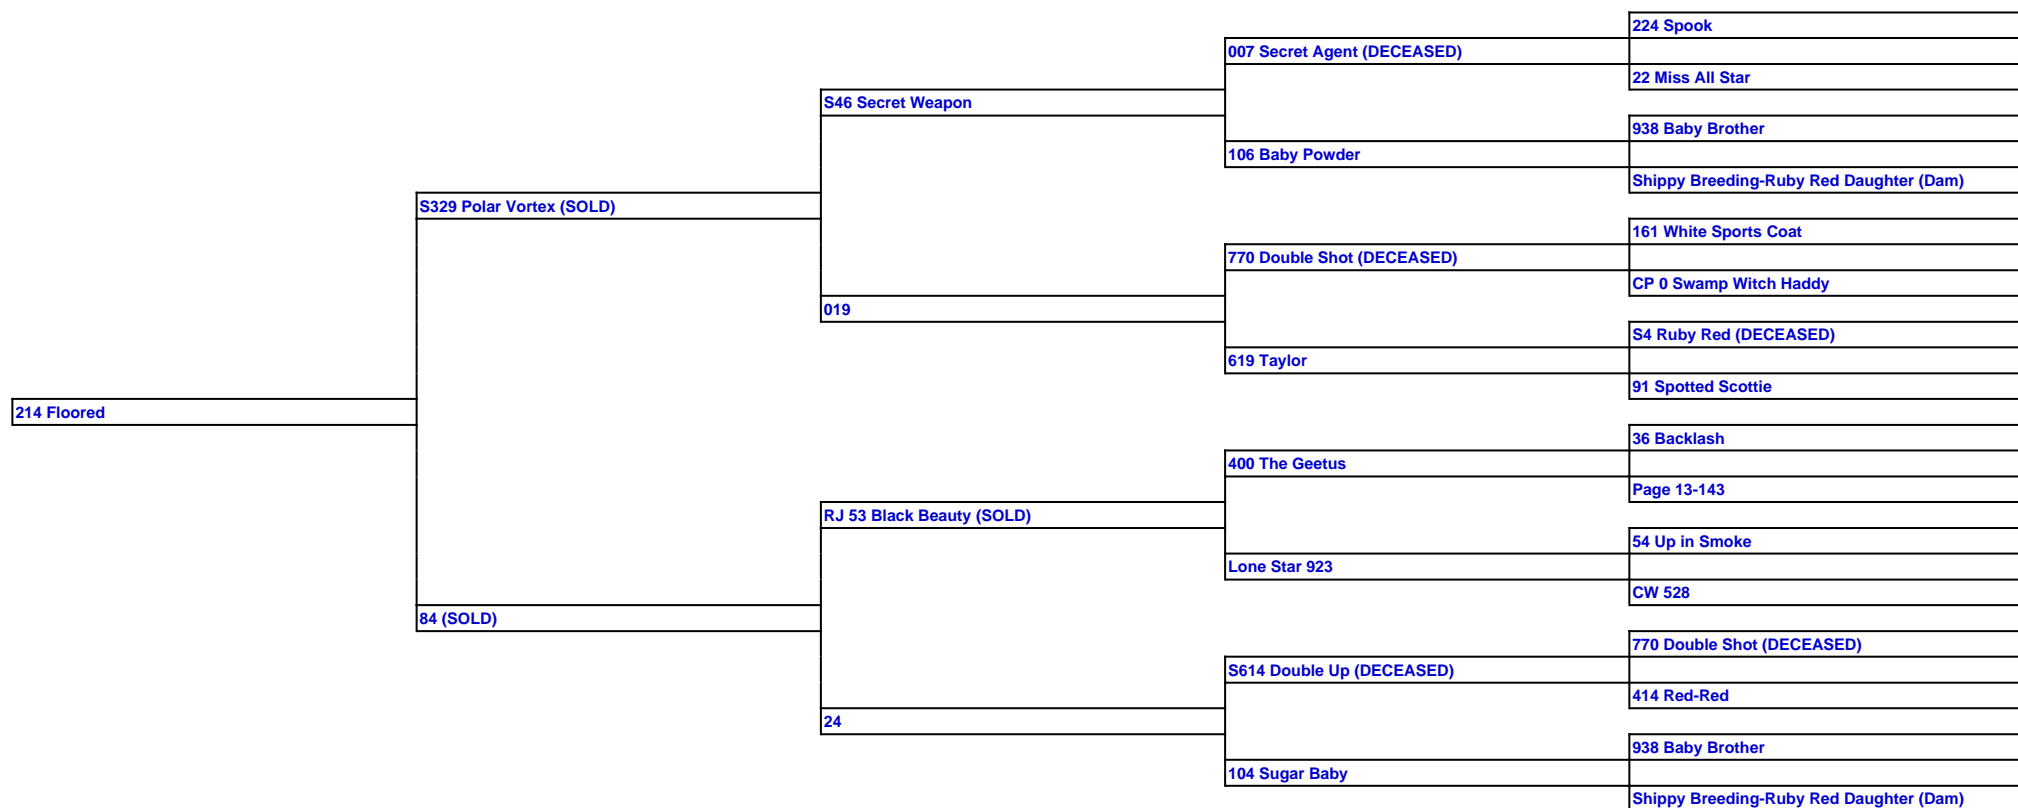 224 Spook
007 Secret Agent (DECEASED)
22 Miss All Star
S46 Secret Weapon
938 Baby Brother
106 Baby Powder
Shippy Breeding-Ruby Red Daughter (Dam)
S329 Polar Vortex (SOLD)
161 White Sports Coat
770 Double Shot (DECEASED)
CP 0 Swamp Witch Haddy
019
S4 Ruby Red (DECEASED)
619 Taylor
91 Spotted Scottie
214 Floored
36 Backlash
400 The Geetus
Page 13-143
RJ 53 Black Beauty (SOLD)
54 Up in Smoke
Lone Star 923
CW 528
84 (SOLD)
770 Double Shot (DECEASED)
S614 Double Up (DECEASED)
414 Red-Red
24
938 Baby Brother
104 Sugar Baby
Shippy Breeding-Ruby Red Daughter (Dam)